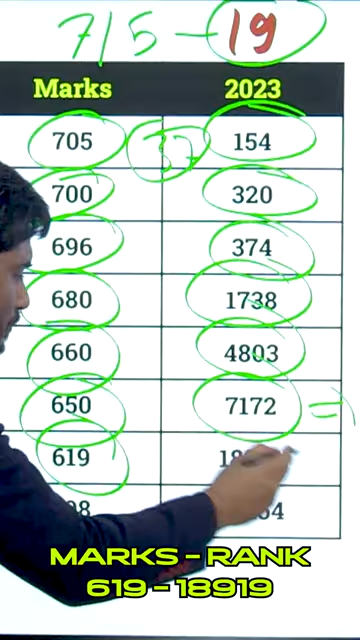 715 - 19
Marks 2023
705 37 154
700 320
696 374
680 1738
660 4803
650 7172 =
619
MARKS - RANK
619 - 18919